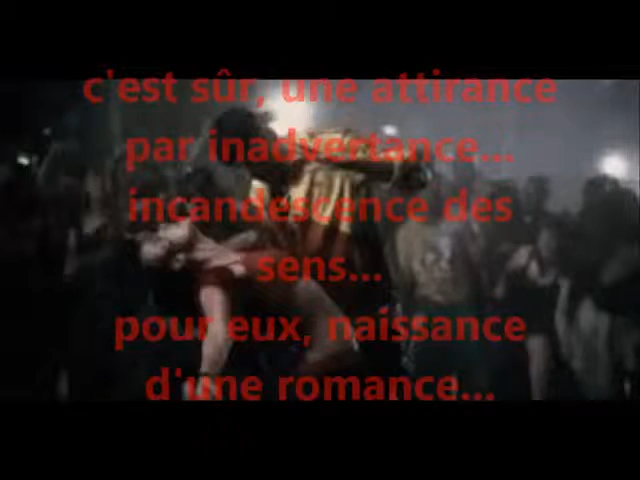 c'est sûr, une attirance
par inadvertance...
incandescence des
sens...
pour eux, naissance
d'une romance...